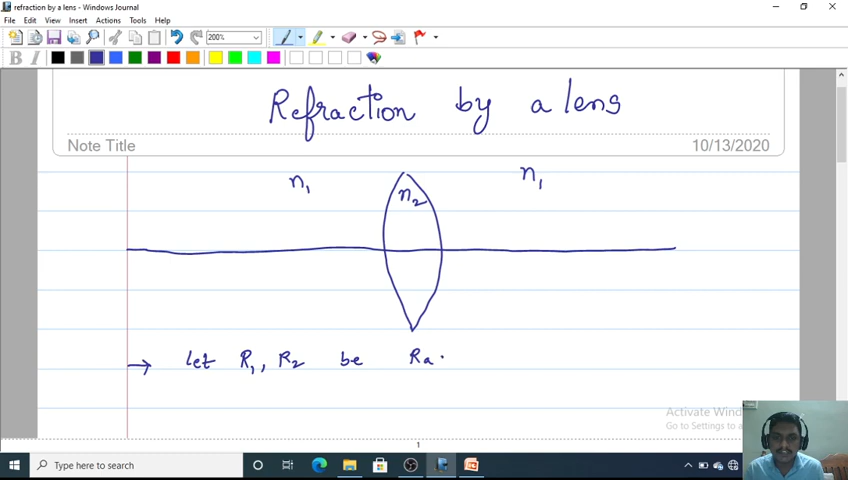 refraction by a lens - Windows Journal
File Edit View Insert Actions Tools Help
200%
B I
Refraction by a lens
Note Title 10/13/2020
n₁ n₂ n₁
→ let R₁, R₂ be Ra.
Activate Wind
Go to Settings to
1
Type here to search